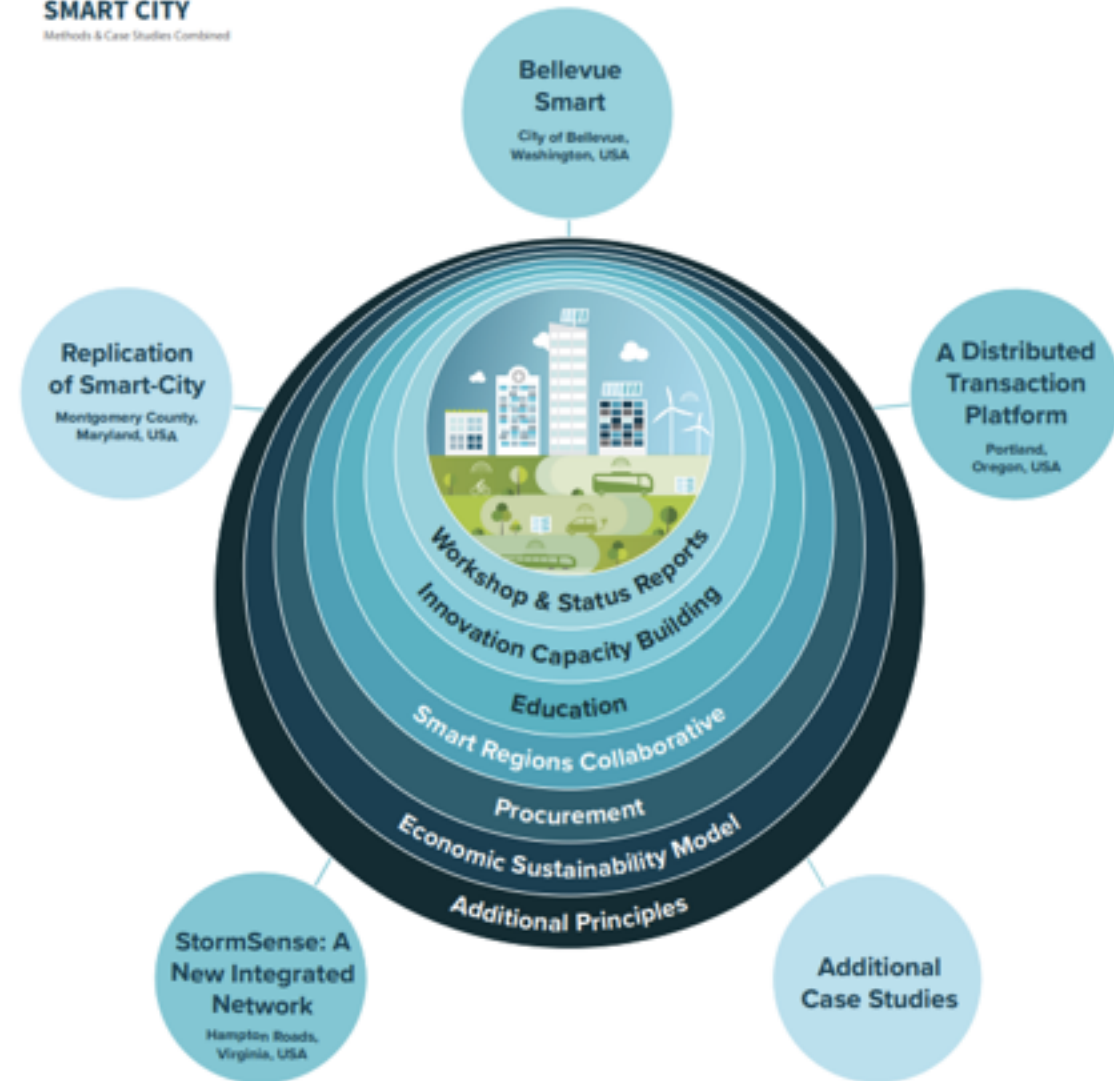 SMART CITY
Methods & Case Studies Combined
Bellevue
Smart
City of Bellevue,
Washington, USA
Replication
of Smart-City
Montgomery County,
Maryland, USA
A Distributed
Transaction
Platform
Portland,
Oregon, USA
Workshop & Status Reports
Innovation Capacity Building
Education
Smart Regions Collaborative
Procurement
Economic Sustainability Model
Additional Principles
StormSense: A
New Integrated
Network
Hampton Roads,
Virginia, USA
Additional
Case Studies